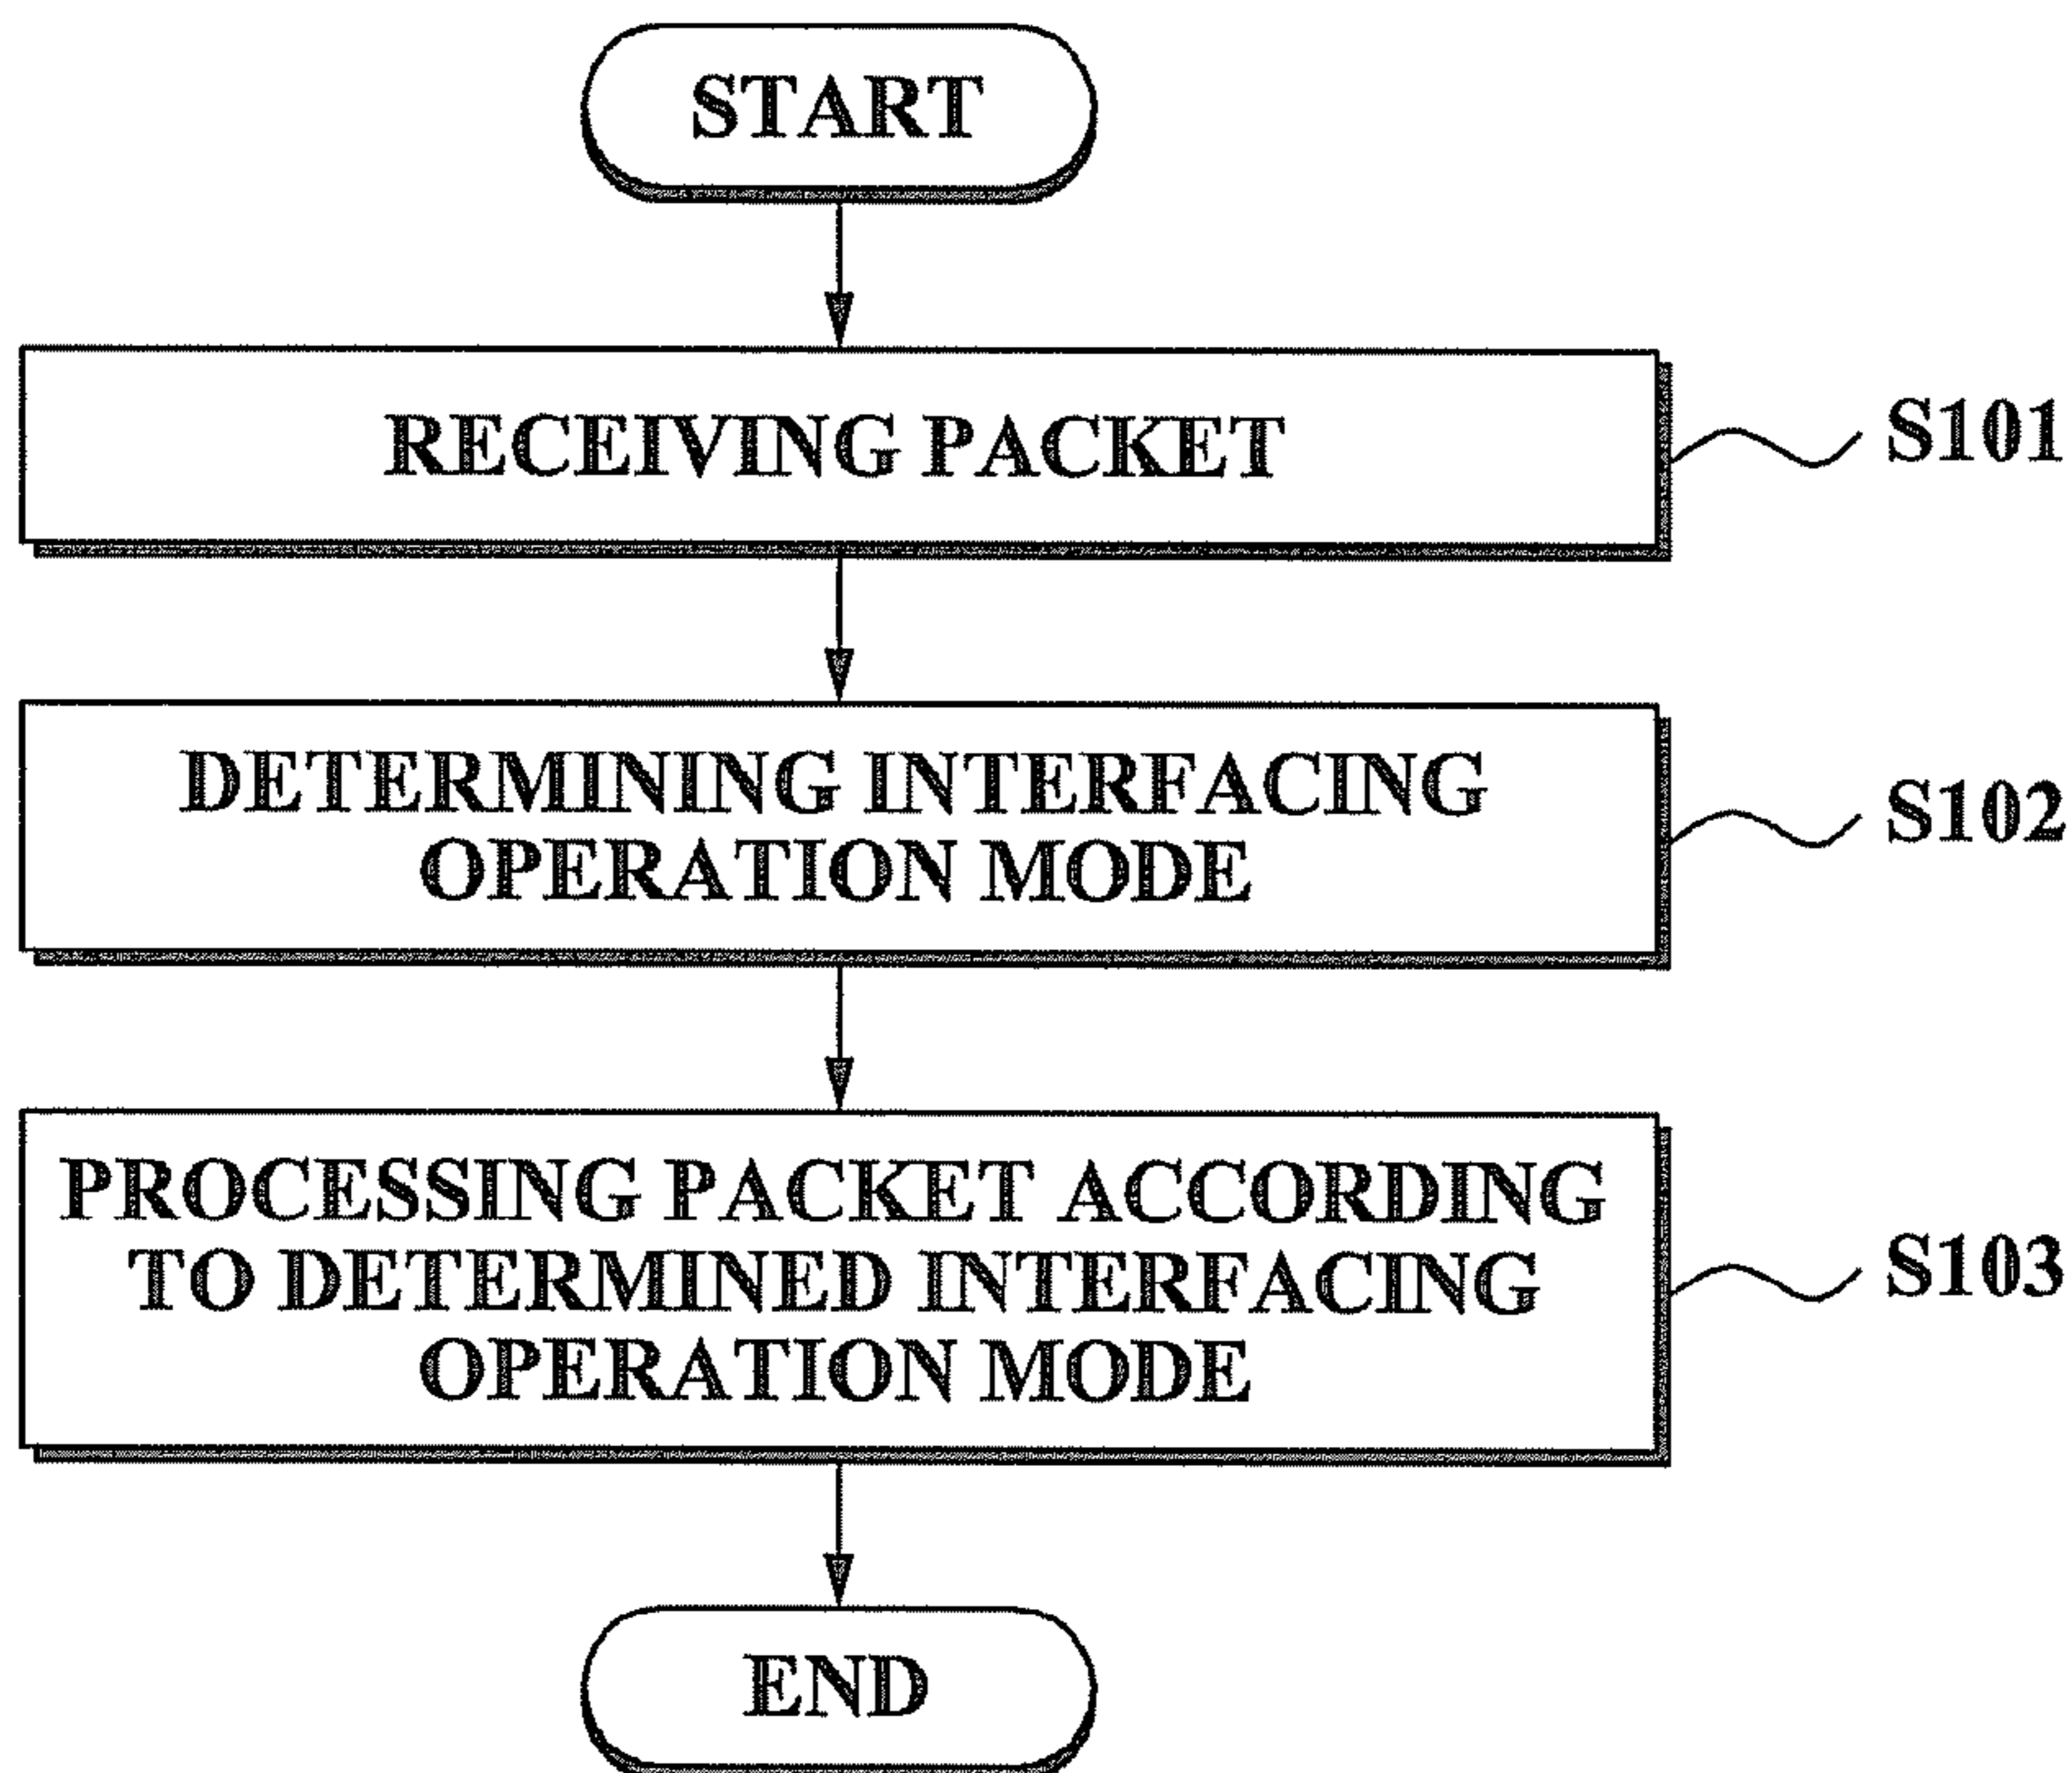 START
RECEIVING PACKET
S101
DETERMINING INTERFACING
OPERATION MODE
S102
PROCESSING PACKET ACCORDING
TO DETERMINED INTERFACING
OPERATION MODE
S103
END